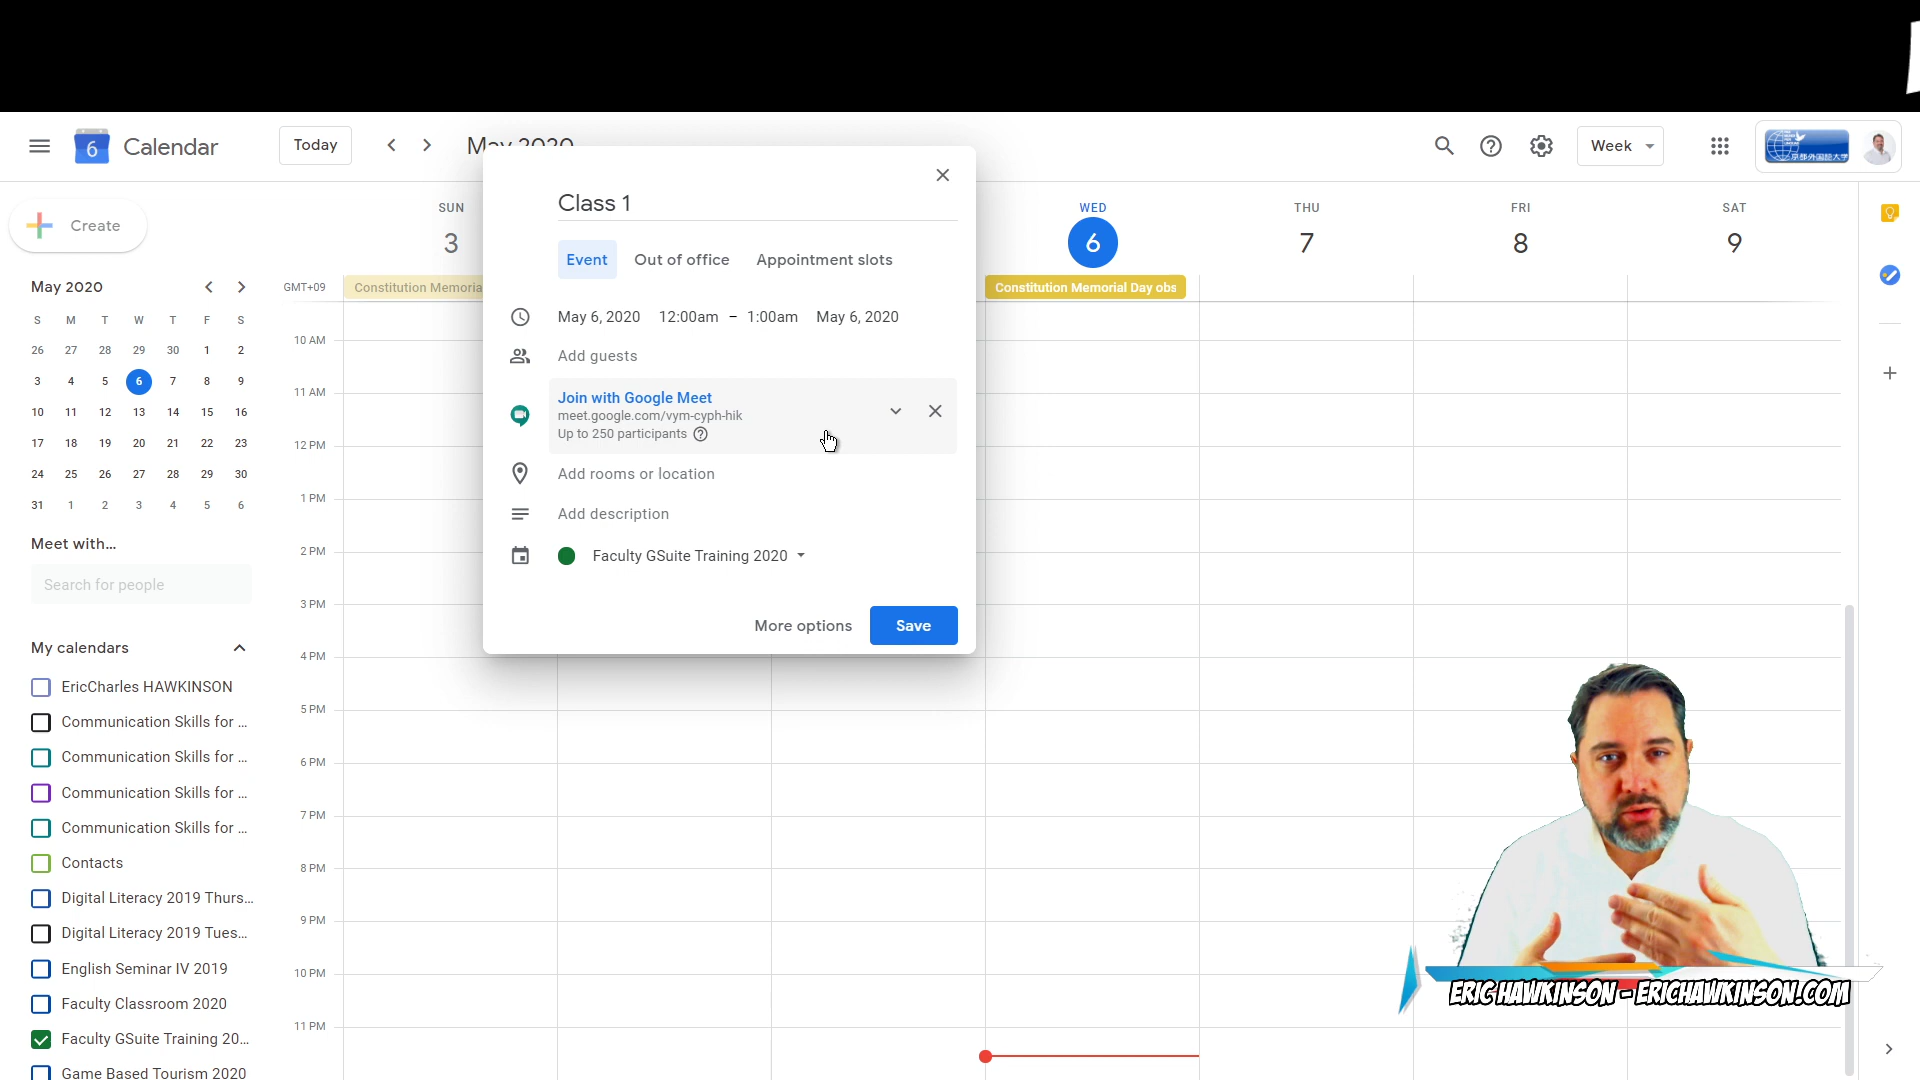 6
Calendar
Today
May 2020
Week
京都外国語大学
Create
May 2020
S M T W T F S
26 27 28 29 30 1 2
3 4 5 6 7 8 9
10 11 12 13 14 15 16
17 18 19 20 21 22 23
24 25 26 27 28 29 30
31 1 2 3 4 5 6
Meet with...
Search for people
My calendars
EricCharles HAWKINSON
Communication Skills for ...
Communication Skills for ...
Communication Skills for ...
Communication Skills for ...
Contacts
Digital Literacy 2019 Thurs...
Digital Literacy 2019 Tues...
English Seminar IV 2019
Faculty Classroom 2020
Faculty GSuite Training 20...
Game Based Tourism 2020
SUN WED THU FRI SAT
3 6 7 8 9
GMT+09
Constitution Memoria
Constitution Memorial Day obs
10 AM
11 AM
12 PM
1 PM
2 PM
3 PM
4 PM
5 PM
6 PM
7 PM
8 PM
9 PM
10 PM
11 PM
Class 1
Event Out of office Appointment slots
May 6, 2020 12:00am – 1:00am May 6, 2020
Add guests
Join with Google Meet
meet.google.com/vym-cyph-hik
Up to 250 participants
Add rooms or location
Add description
Faculty GSuite Training 2020
More options Save
ERIC HAWKINSON - ERICHAWKINSON.COM